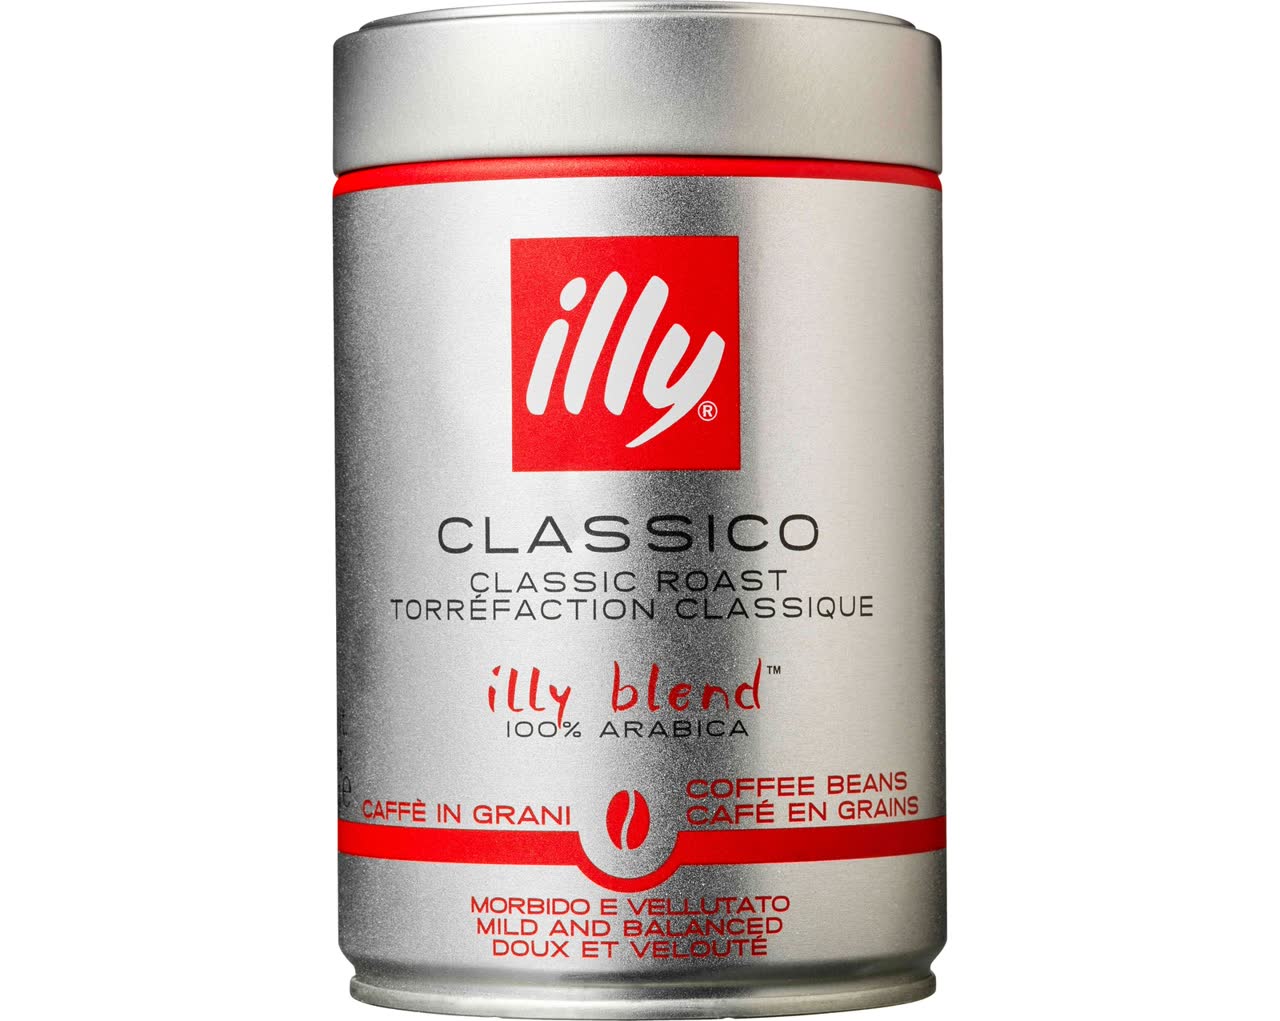 illy®
CLASSICO
CLASSIC ROAST
TORRÉFACTION CLASSIQUE
illy blend™
100% ARABICA
CAFFÈ IN GRANI
COFFEE BEANS
CAFÉ EN GRAINS
MORBIDO E VELLUTATO
MILD AND BALANCED
DOUX ET VELOUTÉ